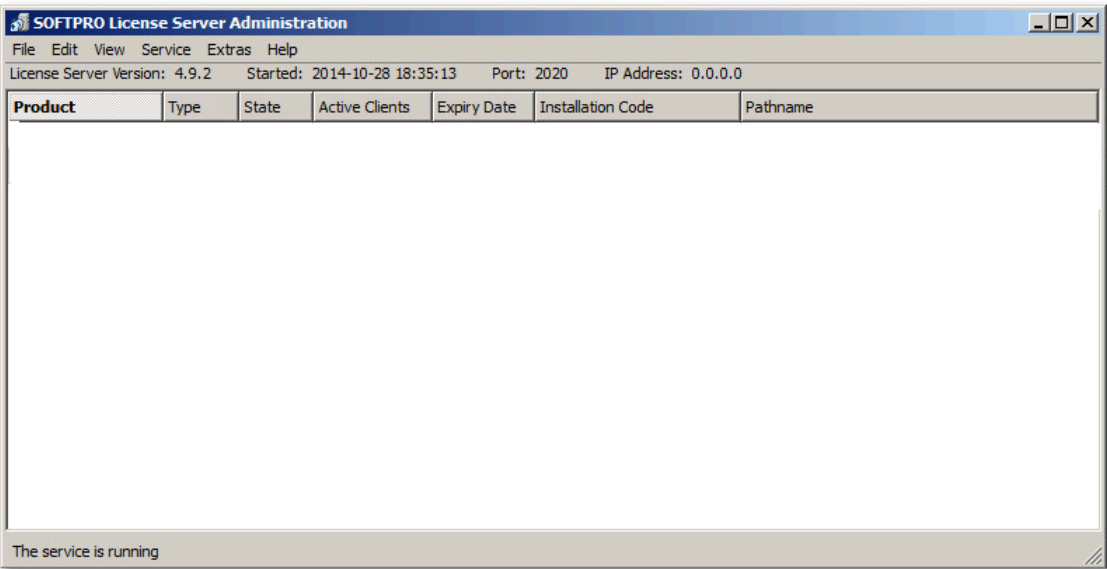 SOFTPRO License Server Administration
File Edit View Service Extras Help
License Server Version: 4.9.2 Started: 2014-10-28 18:35:13 Port: 2020 IP Address: 0.0.0.0
Product Type State Active Clients Expiry Date Installation Code Pathname
The service is running